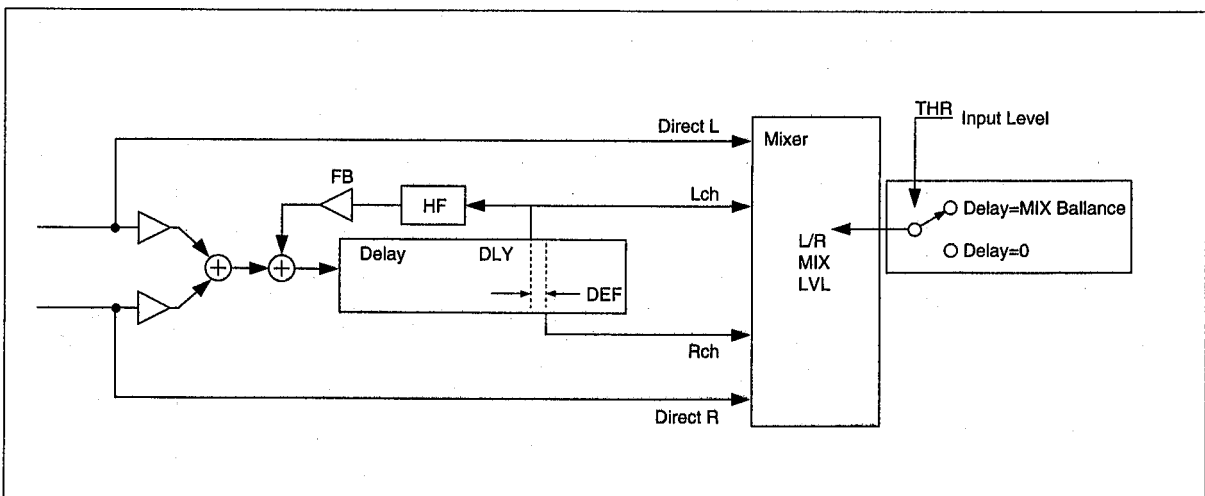 THR
Input Level
Direct L
Mixer
FB
HF
Lch
Delay=MIX Ballance
Delay
DLY
L/R
MIX
LVL
Delay=0
DEF
Rch
Direct R